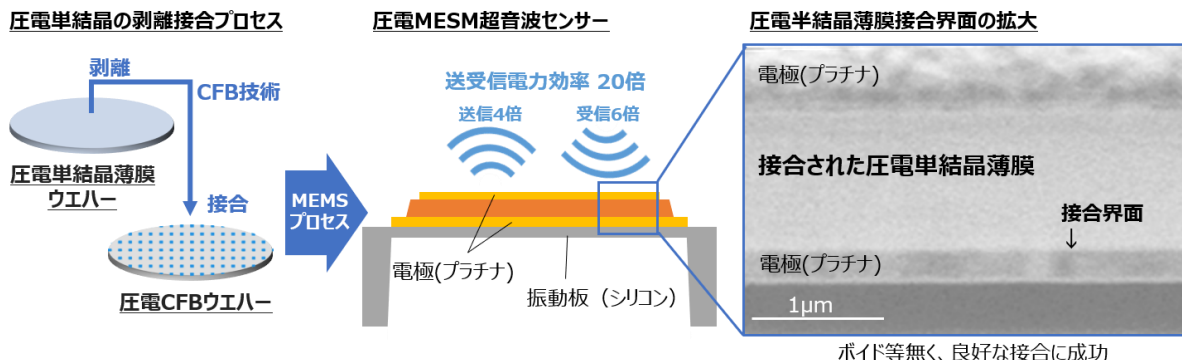 圧電単結晶の剥離接合プロセス
剥離
CFB技術
圧電単結晶薄膜
ウエハー
接合
圧電CFBウエハー
MEMS
プロセス
圧電MESM超音波センサー
送受信電力効率 20倍
送信4倍
受信6倍
電極(プラチナ)
振動板（シリコン）
圧電半結晶薄膜接合界面の拡大
電極(プラチナ)
接合された圧電単結晶薄膜
接合界面
↓
電極(プラチナ)
1μm
ボイド等無く、良好な接合に成功